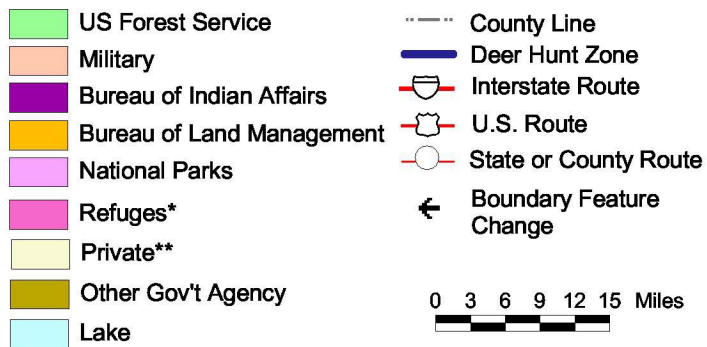 US Forest Service
Military
Bureau of Indian Affairs
Bureau of Land Management
National Parks
Refuges*
Private**
Other Gov't Agency
Lake
County Line
Deer Hunt Zone
Interstate Route
U.S. Route
State or County Route
Boundary Feature
Change
0 3 6 9 12 15 Miles